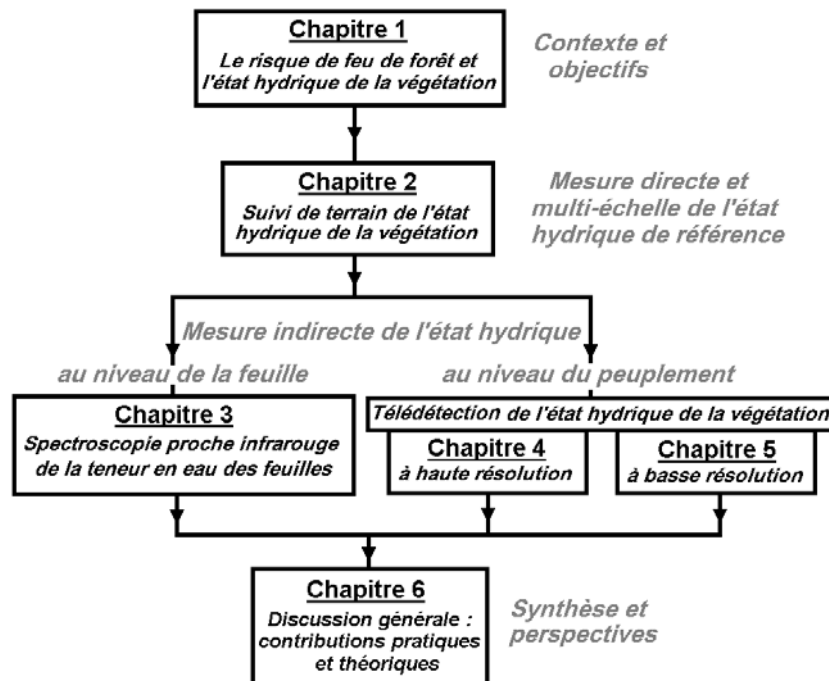 Chapitre 1
Le risque de feu de forêt et
l'état hydrique de la végétation
Contexte et
objectifs
Chapitre 2
Suivi de terrain de l'état
hydrique de la végétation
Mesure directe et
multi-échelle de l'état
hydrique de référence
Mesure indirecte de l'état hydrique
au niveau de la feuille
au niveau du peuplement
Chapitre 3
Spectroscopie proche infrarouge
de la teneur en eau des feuilles
Télédétection de l'état hydrique de la végétation
Chapitre 4
à haute résolution
Chapitre 5
à basse résolution
Chapitre 6
Discussion générale :
contributions pratiques
et théoriques
Synthèse et
perspectives